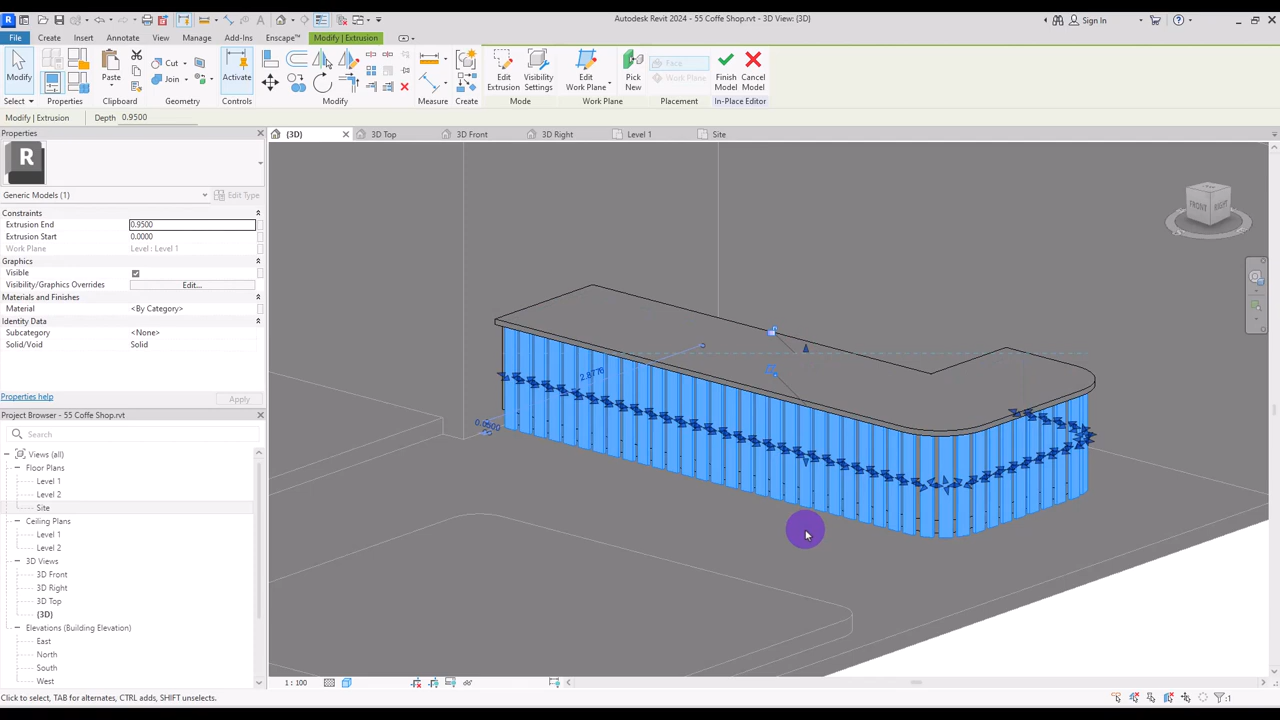 Autodesk Revit 2024 - 55 Coffe Shop.rvt - 3D View: {3D}
Sign In
File Create Insert Annotate View Manage Add-Ins Enscape™ Modify | Extrusion
Modify Paste Cut Join Activate Edit Extrusion Visibility Settings Edit Work Plane Pick New Face Work Plane Finish Model Cancel Model
Select Properties Clipboard Geometry Controls Modify Measure Create Mode Work Plane Placement In-Place Editor
Modify | Extrusion Depth 0.9500
Properties
{3D} 3D Top 3D Front 3D Right Level 1 Site
R
Generic Models (1) Edit Type
Constraints
Extrusion End 0.9500
Extrusion Start 0.0000
Work Plane Level : Level 1
Graphics
Visible
Visibility/Graphics Overrides Edit...
Materials and Finishes
Material <By Category>
Identity Data
Subcategory <None>
Solid/Void Solid
Properties help Apply
Project Browser - 55 Coffe Shop.rvt
Search
Views (all)
Floor Plans
Level 1
Level 2
Site
Ceiling Plans
Level 1
Level 2
3D Views
3D Front
3D Right
3D Top
{3D}
Elevations (Building Elevation)
East
North
South
West
FRONT RIGHT
1 : 100
Click to select, TAB for alternates, CTRL adds, SHIFT unselects.
:1